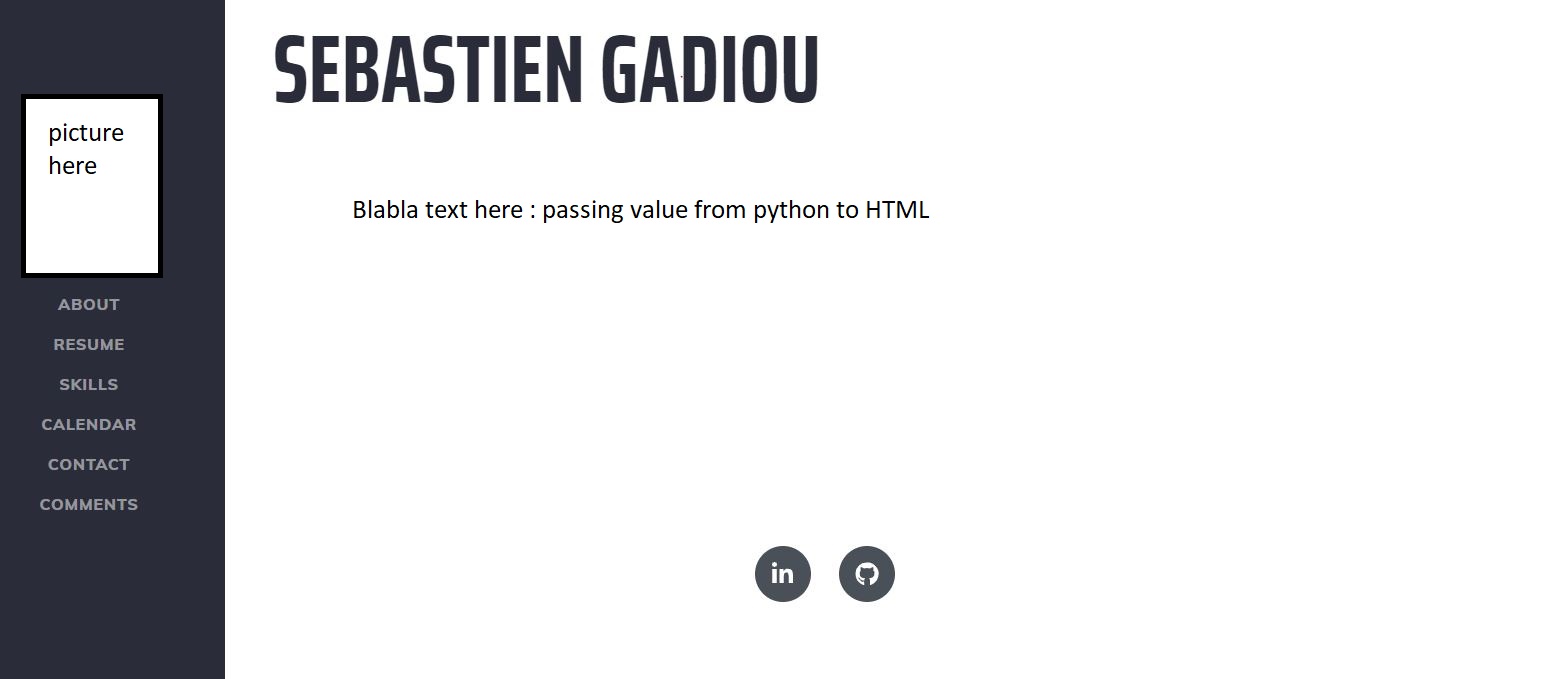 SEBASTIEN GADIOU
picture
here
Blabla text here : passing value from python to HTML
ABOUT
RESUME
SKILLS
CALENDAR
CONTACT
COMMENTS
in